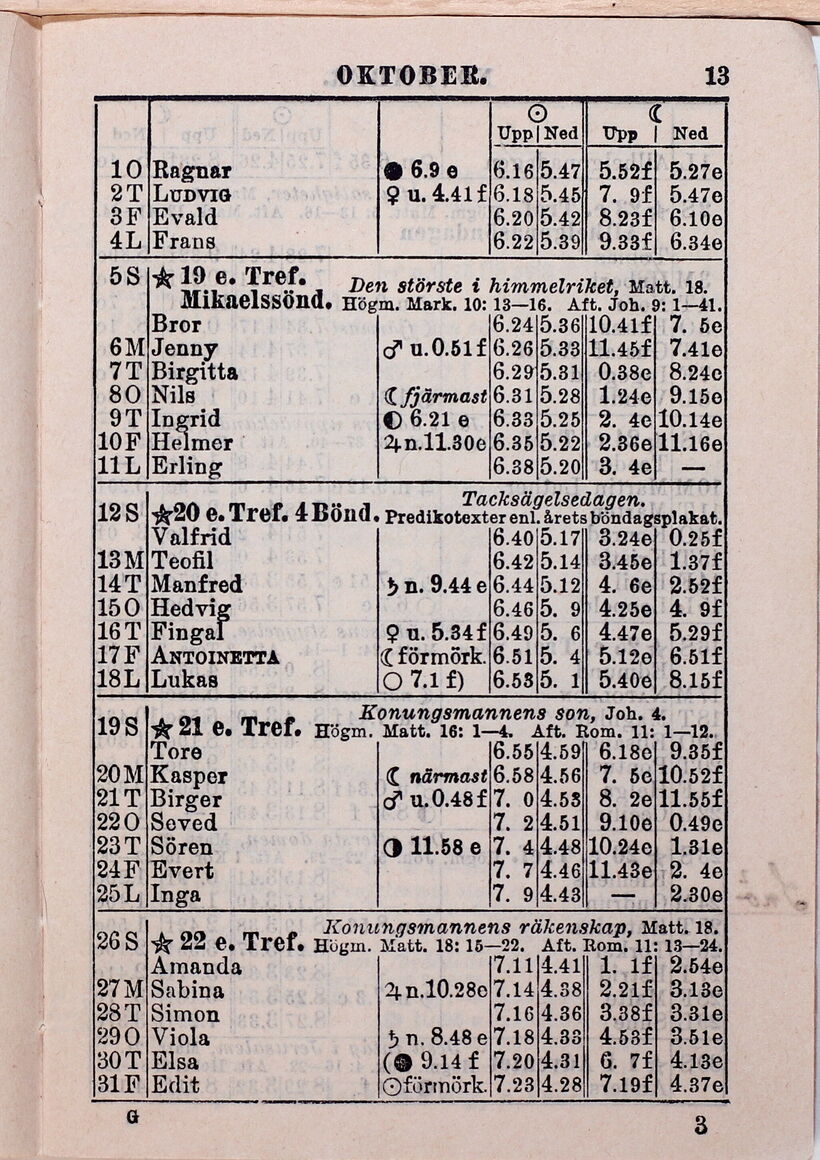 OKTOBER. 13
☉ ☾
Upp Ned Upp Ned
1 O Ragnar ● 6.9 e 6.16 5.47 5.52f 5.27e
2 T LUDVIG ♀ u. 4.41 f 6.18 5.45 7. 9f 5.47e
3 F Evald 6.20 5.42 8.23f 6.10e
4 L Frans 6.22 5.39 9.33f 6.34e
5 S ★ 19 e. Tref. Den störste i himmelriket, Matt. 18.
Mikaelssönd. Högm. Mark. 10: 13—16. Aft. Joh. 9: 1—41.
Bror 6.24 5.36 10.41f 7. 5e
6 M Jenny ♂ u. 0.51 f 6.26 5.33 11.45f 7.41e
7 T Birgitta 6.29 5.31 0.38e 8.24e
8 O Nils ☾ fjärmast 6.31 5.28 1.24e 9.15e
9 T Ingrid ◐ 6.21 e 6.33 5.25 2. 4e 10.14e
10 F Helmer ♃ n. 11.30e 6.35 5.22 2.36e 11.16e
11 L Erling 6.38 5.20 3. 4e —
12 S ★ 20 e. Tref. 4 Bönd. Tacksägelsedagen.
Predikotexter enl. årets böndagsplakat.
Valfrid 6.40 5.17 3.24e 0.25f
13 M Teofil 6.42 5.14 3.45e 1.37f
14 T Manfred ♄ n. 9.44 e 6.44 5.12 4. 6e 2.52f
15 O Hedvig 6.46 5. 9 4.25e 4. 9f
16 T Fingal ♀ u. 5.34 f 6.49 5. 6 4.47e 5.29f
17 F ANTOINETTA ☾ förmörk. 6.51 5. 4 5.12e 6.51f
18 L Lukas ○ 7.1 f) 6.53 5. 1 5.40e 8.15f
19 S ★ 21 e. Tref. Konungsmannens son, Joh. 4.
Högm. Matt. 16: 1—4. Aft. Rom. 11: 1—12.
Tore 6.55 4.59 6.18e 9.35f
20 M Kasper ☾ närmast 6.58 4.56 7. 5e 10.52f
21 T Birger ♂ u. 0.48 f 7. 0 4.53 8. 2e 11.55f
22 O Seved 7. 2 4.51 9.10e 0.49e
23 T Sören ◑ 11.58 e 7. 4 4.48 10.24e 1.31e
24 F Evert 7. 7 4.46 11.43e 2. 4e
25 L Inga 7. 9 4.43 — 2.30e
26 S ★ 22 e. Tref. Konungsmannens räkenskap, Matt. 18.
Högm. Matt. 18: 15—22. Aft. Rom. 11: 13—24.
Amanda 7.11 4.41 1. 1f 2.54e
27 M Sabina ♃ n. 10.28e 7.14 4.38 2.21f 3.13e
28 T Simon 7.16 4.36 3.38f 3.31e
29 O Viola ♄ n. 8.48 e 7.18 4.33 4.53f 3.51e
30 T Elsa (● 9.14 f 7.20 4.31 6. 7f 4.13e
31 F Edit ☉ förmörk. 7.23 4.28 7.19f 4.37e
G 3